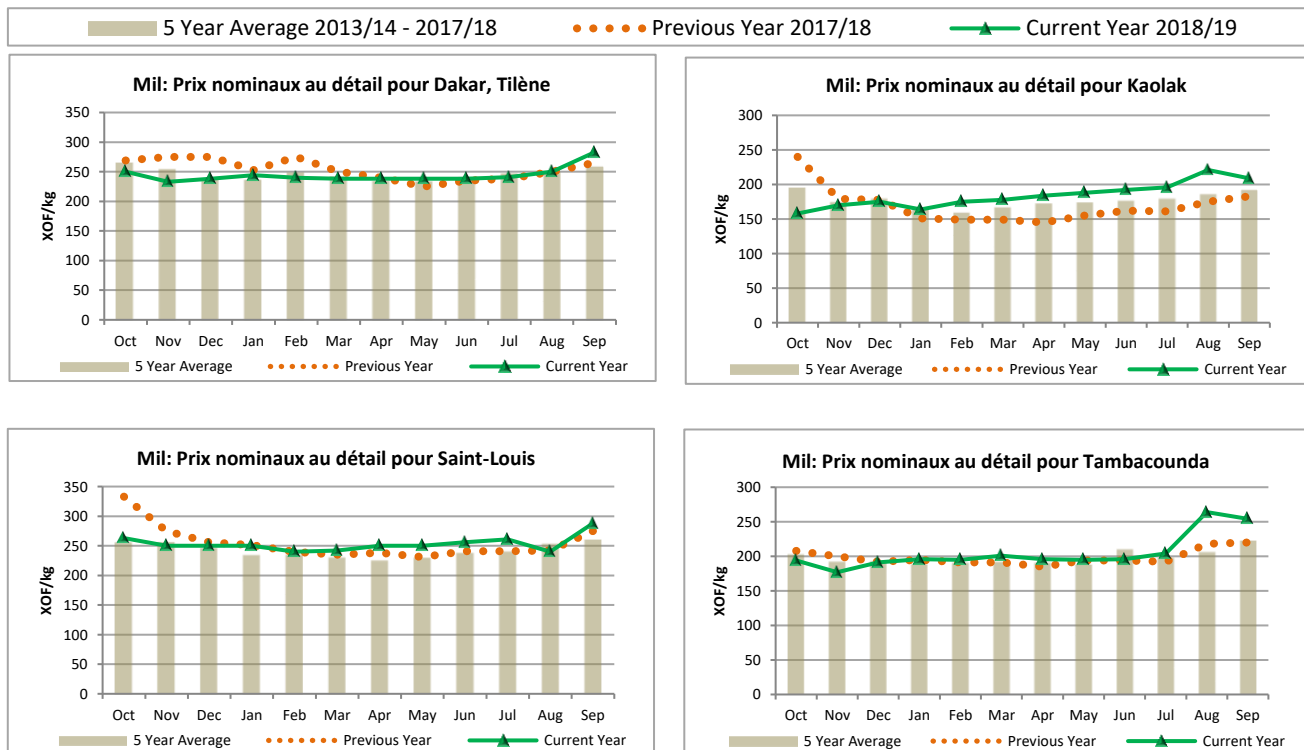 5 Year Average 2013/14 - 2017/18 Previous Year 2017/18 Current Year 2018/19
Mil: Prix nominaux au détail pour Dakar, Tilène
XOF/kg
350
300
250
200
150
100
50
0
Oct Nov Dec Jan Feb Mar Apr May Jun Jul Aug Sep
5 Year Average Previous Year Current Year
Mil: Prix nominaux au détail pour Kaolak
XOF/kg
300
250
200
150
100
50
0
Oct Nov Dec Jan Feb Mar Apr May Jun Jul Aug Sep
5 Year Average Previous Year Current Year
Mil: Prix nominaux au détail pour Saint-Louis
XOF/kg
350
300
250
200
150
100
50
0
Oct Nov Dec Jan Feb Mar Apr May Jun Jul Aug Sep
5 Year Average Previous Year Current Year
Mil: Prix nominaux au détail pour Tambacounda
XOF/kg
300
250
200
150
100
50
0
Oct Nov Dec Jan Feb Mar Apr May Jun Jul Aug Sep
5 Year Average Previous Year Current Year